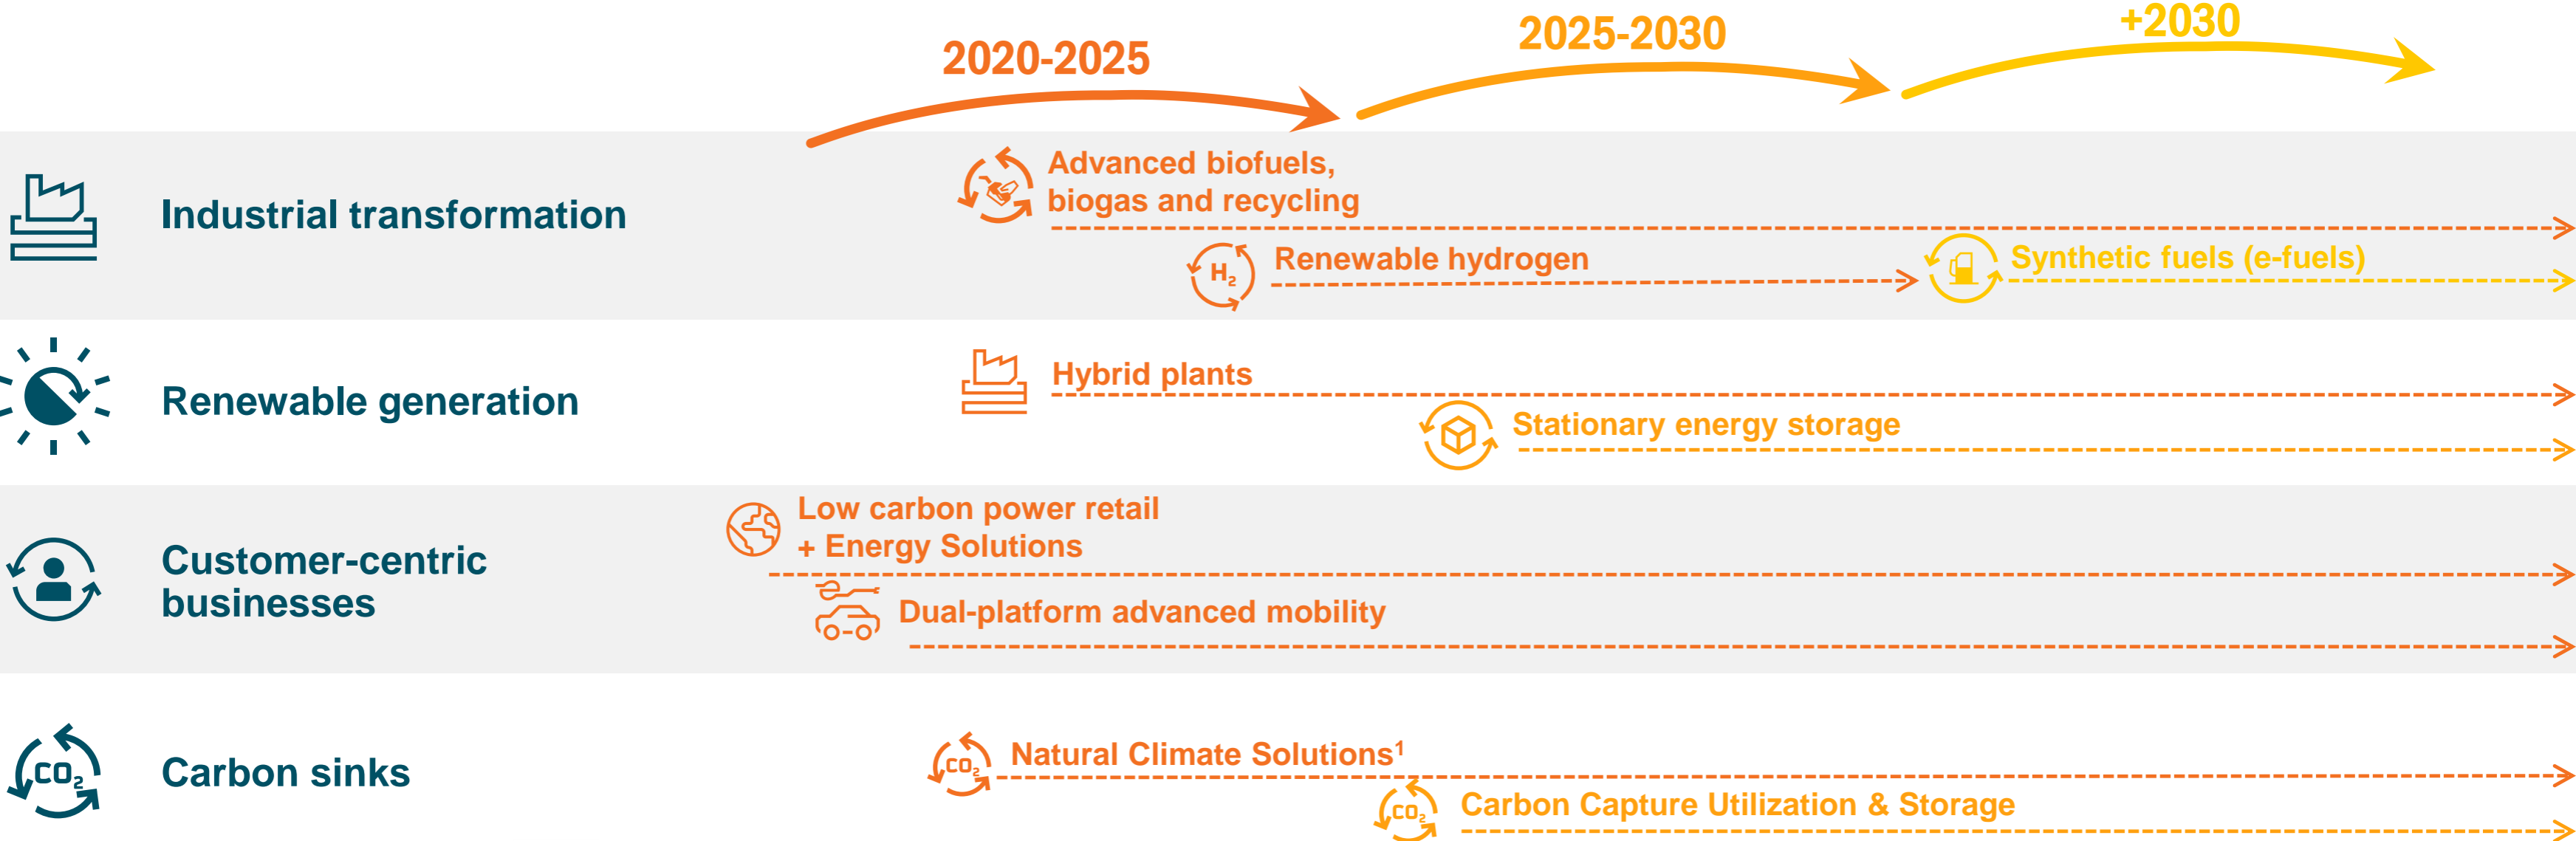 2020-2025
2025-2030
+2030
Industrial transformation
Advanced biofuels,
biogas and recycling
H₂
Renewable hydrogen
Synthetic fuels (e-fuels)
Renewable generation
Hybrid plants
Stationary energy storage
Customer-centric
businesses
Low carbon power retail
+ Energy Solutions
Dual-platform advanced mobility
CO₂
Carbon sinks
CO₂
Natural Climate Solutions¹
CO₂
Carbon Capture Utilization & Storage